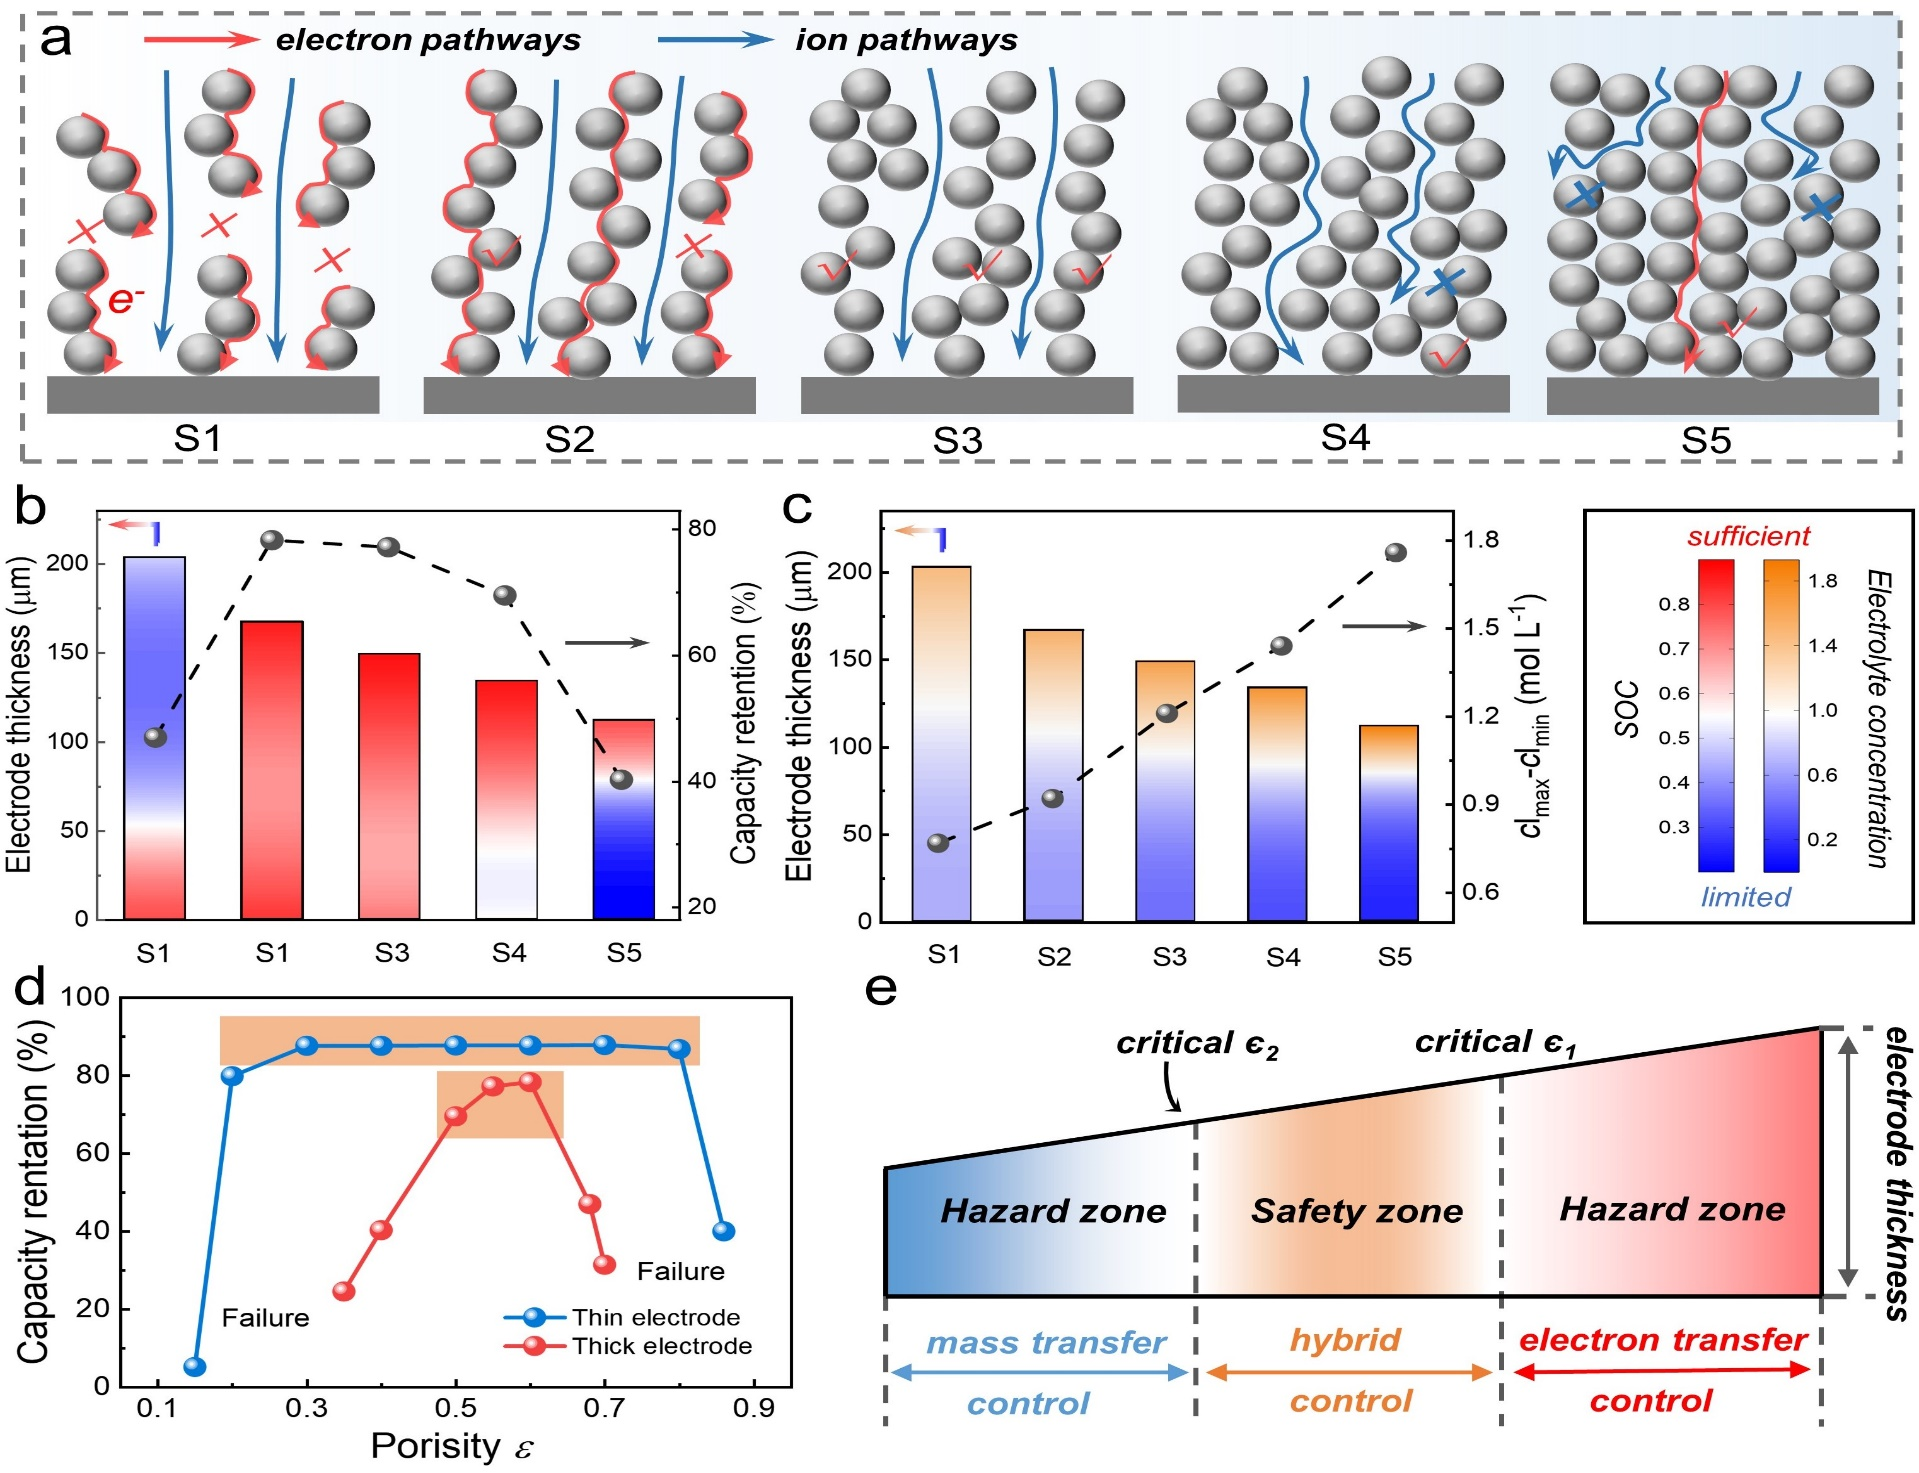 a
electron pathways
ion pathways
e-
S1
S2
S3
S4
S5
b
Electrode thickness (μm)
200
150
100
50
0
80
60
40
20
Capacity retention (%)
S1
S1
S3
S4
S5
c
Electrode thickness (μm)
200
150
100
50
0
1.8
1.5
1.2
0.9
0.6
clmax-clmin (mol L-1)
S1
S2
S3
S4
S5
sufficient
SOC
0.8
0.7
0.6
0.5
0.4
0.3
1.8
1.4
1.0
0.6
0.2
Electrolyte concentration
limited
d
Capacity rentation (%)
100
80
60
40
20
0
Failure
Failure
Thin electrode
Thick electrode
0.1
0.3
0.5
0.7
0.9
Porisity ε
e
critical ϵ2
critical ϵ1
Hazard zone
Safety zone
Hazard zone
electrode thickness
mass transfer
control
hybrid
control
electron transfer
control